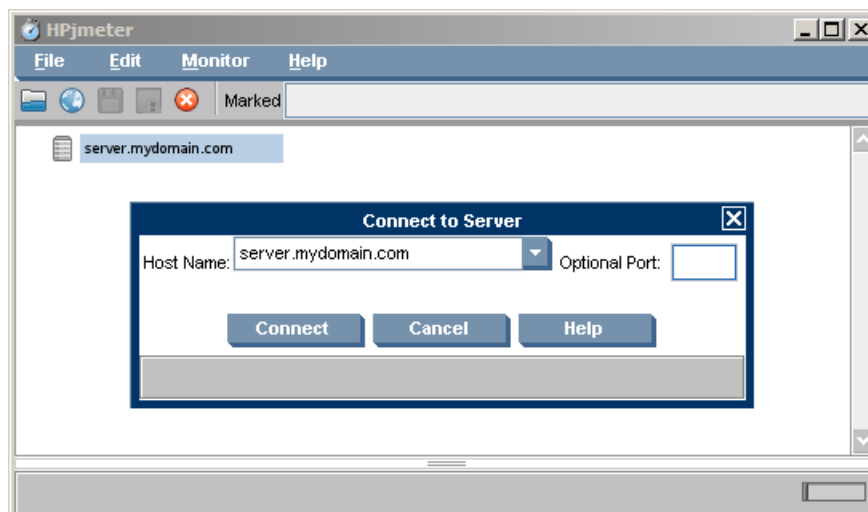 HPjmeter
File Edit Monitor Help
Marked
server.mydomain.com
Connect to Server
Host Name: server.mydomain.com Optional Port:
Connect Cancel Help